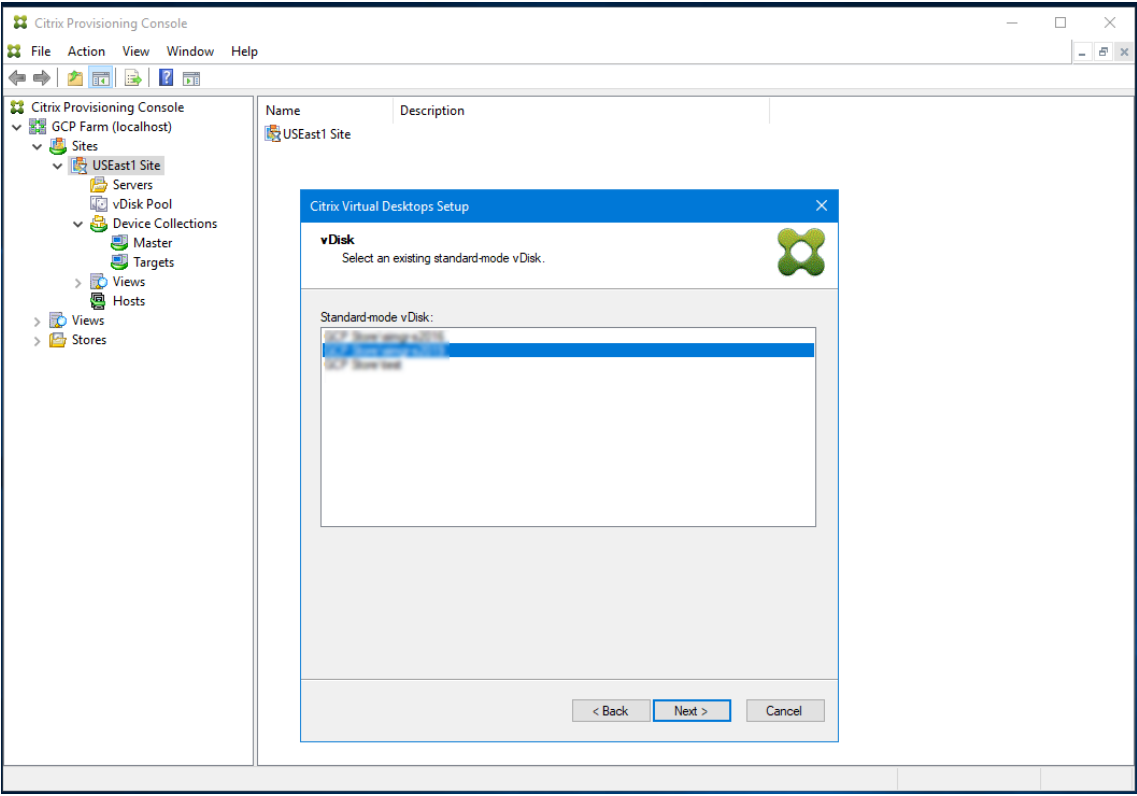 Citrix Provisioning Console
File Action View Window Help
Citrix Provisioning Console
GCP Farm (localhost)
Sites
USEast1 Site
Servers
vDisk Pool
Device Collections
Master
Targets
Views
Hosts
Views
Stores
Name Description
USEast1 Site
Citrix Virtual Desktops Setup
vDisk
Select an existing standard-mode vDisk.
Standard-mode vDisk:
< Back Next > Cancel